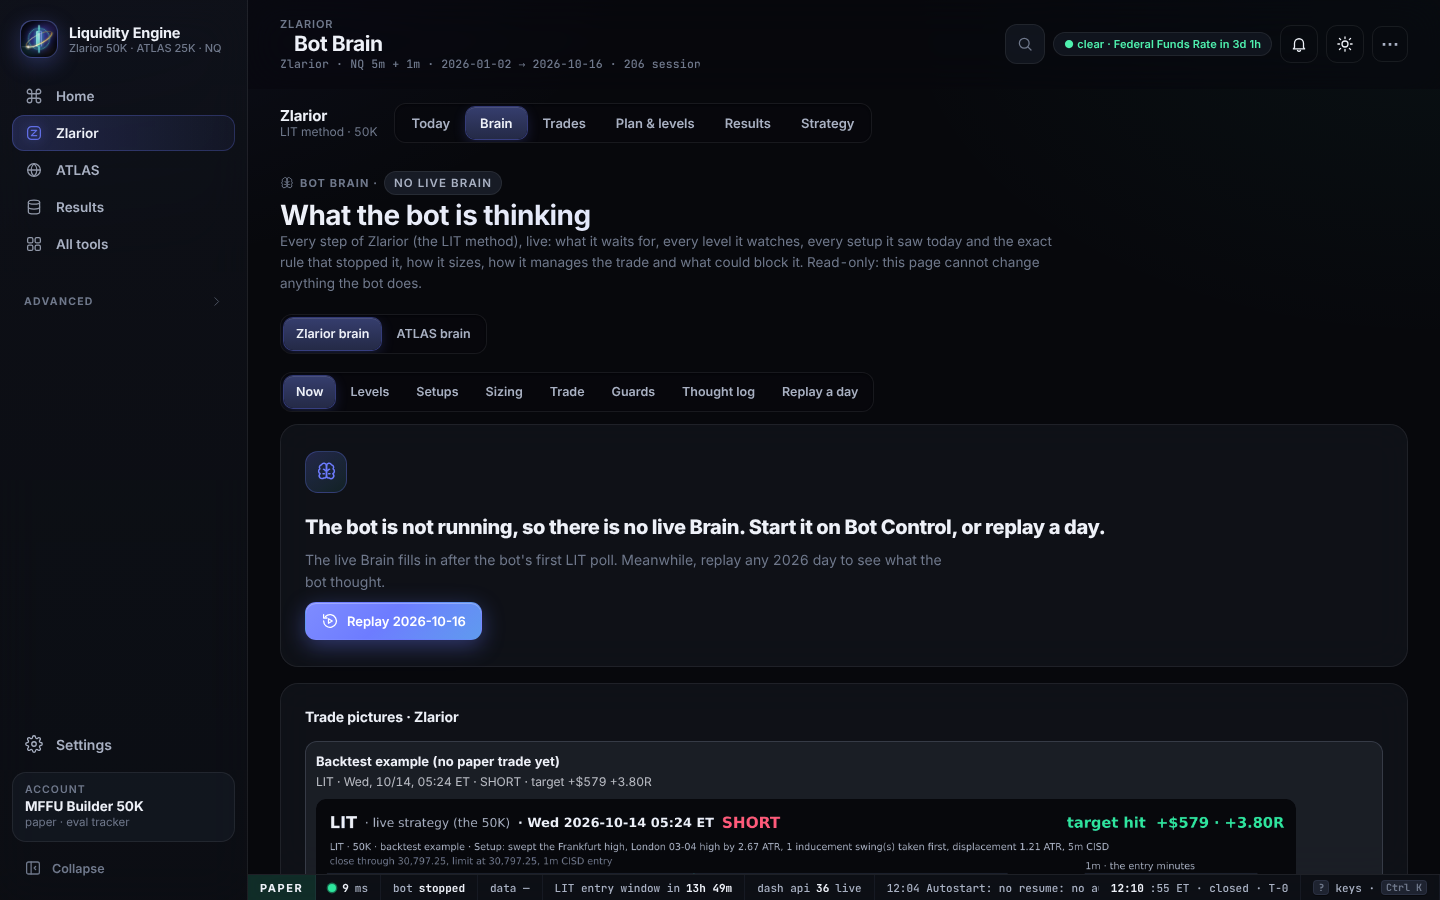 Liquidity Engine
Zlarior 50K · ATLAS 25K · NQ
Home
Zlarior
ATLAS
Results
All tools
ADVANCED
Settings
ACCOUNT
MFFU Builder 50K
paper · eval tracker
Collapse
ZLARIOR
Bot Brain
Zlarior · NQ 5m + 1m · 2026-01-02 → 2026-10-16 · 206 session
clear · Federal Funds Rate in 3d 1h
Zlarior
LIT method · 50K
Today Brain Trades Plan & levels Results Strategy
BOT BRAIN · NO LIVE BRAIN
What the bot is thinking
Every step of Zlarior (the LIT method), live: what it waits for, every level it watches, every setup it saw today and the exact
rule that stopped it, how it sizes, how it manages the trade and what could block it. Read-only: this page cannot change
anything the bot does.
Zlarior brain ATLAS brain
Now Levels Setups Sizing Trade Guards Thought log Replay a day
The bot is not running, so there is no live Brain. Start it on Bot Control, or replay a day.
The live Brain fills in after the bot's first LIT poll. Meanwhile, replay any 2026 day to see what the
bot thought.
Replay 2026-10-16
Trade pictures · Zlarior
Backtest example (no paper trade yet)
LIT · Wed, 10/14, 05:24 ET · SHORT · target +$579 +3.80R
LIT · live strategy (the 50K) · Wed 2026-10-14 05:24 ET SHORT target hit +$579 · +3.80R
LIT · 50K · backtest example · Setup: swept the Frankfurt high, London 03-04 high by 2.67 ATR, 1 inducement swing(s) taken first, displacement 1.21 ATR, 5m CISD
close through 30,797.25, limit at 30,797.25, 1m CISD entry
1m · the entry minutes
PAPER 9 ms bot stopped data — LIT entry window in 13h 49m dash api 36 live 12:04 Autostart: no resume: no a 12:10 :55 ET · closed · T-0 ? keys · Ctrl K